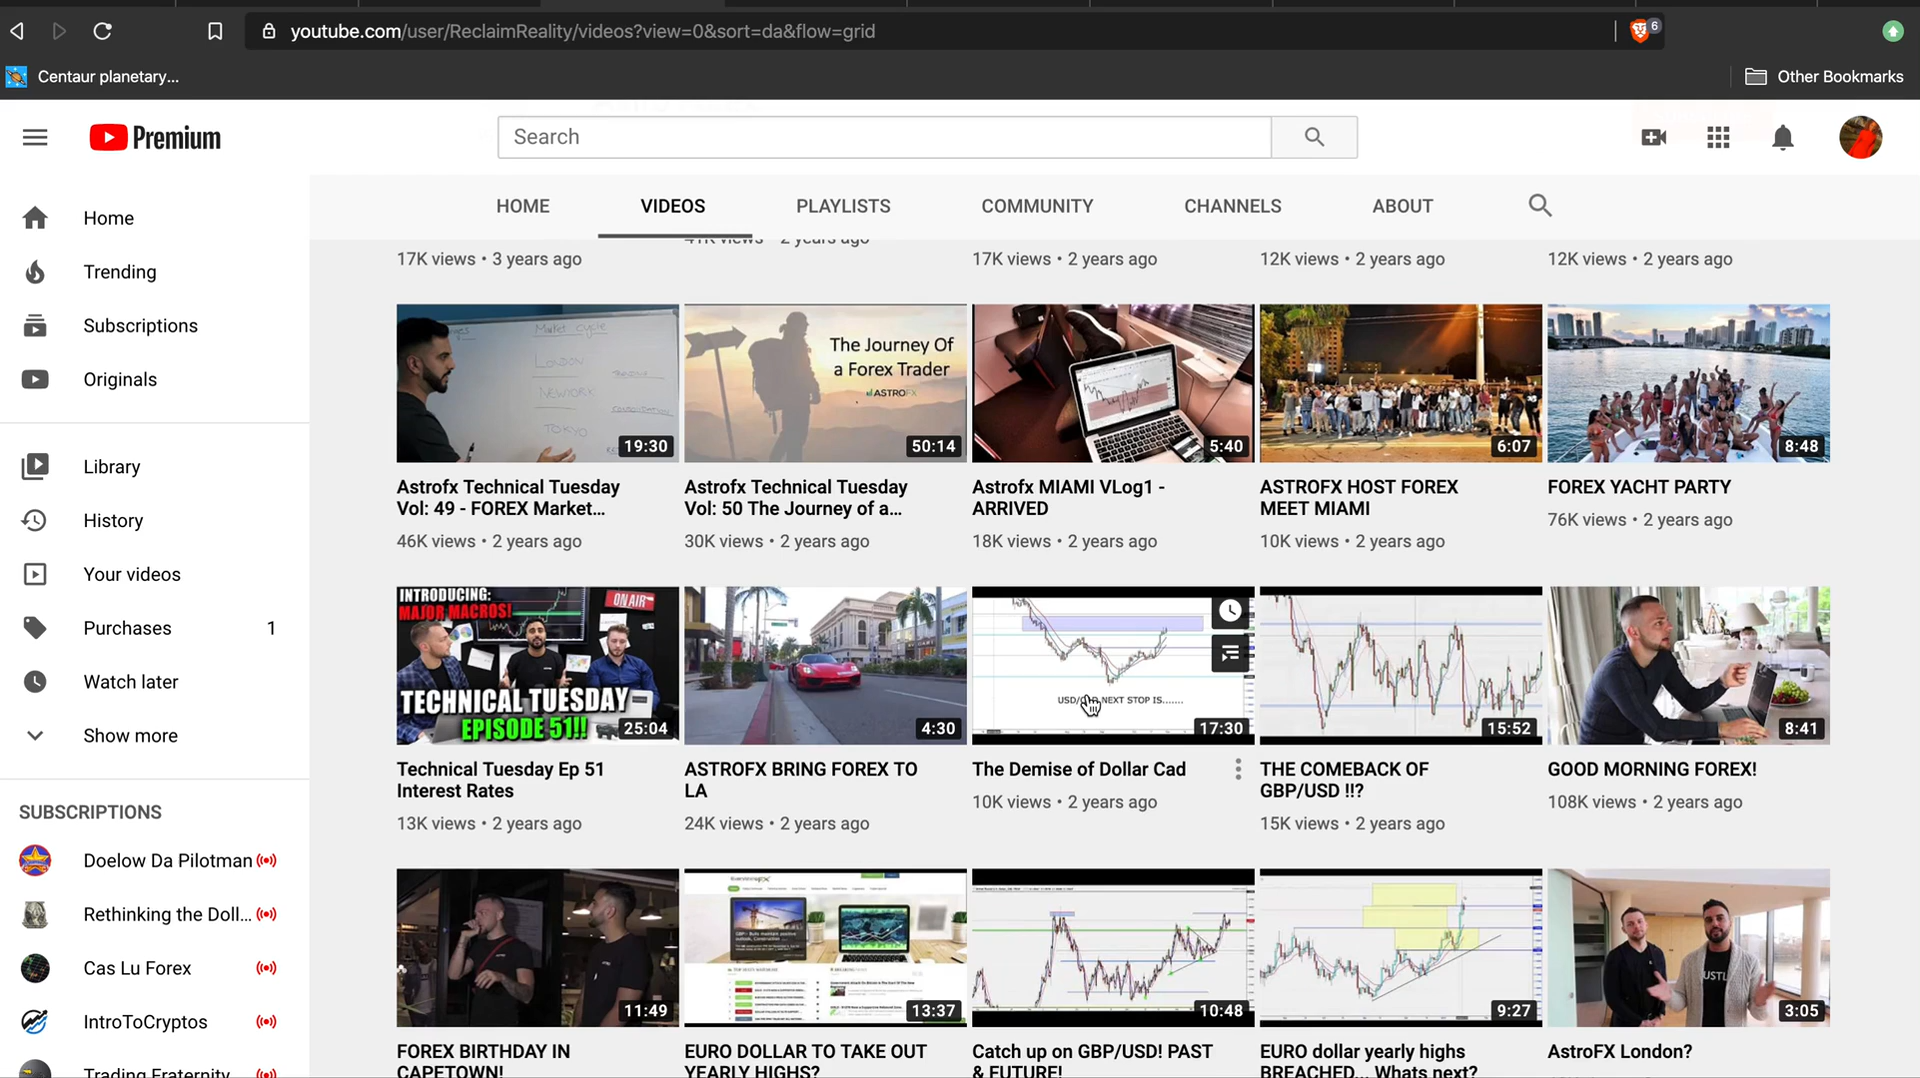 youtube.com/user/ReclaimReality/videos?view=0&sort=da&flow=grid
6
Centaur planetary...
Other Bookmarks
Premium
Search
HOME
VIDEOS
PLAYLISTS
COMMUNITY
CHANNELS
ABOUT
Home
Trending
Subscriptions
Originals
Library
History
Your videos
Purchases 1
Watch later
Show more
SUBSCRIPTIONS
Doelow Da Pilotman
Rethinking the Doll...
Cas Lu Forex
IntroToCryptos
Trading Fraternity
17K views • 3 years ago
41K views • 2 years ago
17K views • 2 years ago
12K views • 2 years ago
12K views • 2 years ago
Market Cycle
LONDON
NEWYORK
TOKYO
19:30
Astrofx Technical Tuesday
Vol: 49 - FOREX Market...
46K views • 2 years ago
The Journey Of
a Forex Trader
ASTROFX
50:14
Astrofx Technical Tuesday
Vol: 50 The Journey of a...
30K views • 2 years ago
5:40
Astrofx MIAMI VLog1 -
ARRIVED
18K views • 2 years ago
6:07
ASTROFX HOST FOREX
MEET MIAMI
10K views • 2 years ago
8:48
FOREX YACHT PARTY
76K views • 2 years ago
INTRODUCING:
MAJOR MACROS!
ON AIR
TECHNICAL TUESDAY
EPISODE 51!!
25:04
Technical Tuesday Ep 51
Interest Rates
13K views • 2 years ago
4:30
ASTROFX BRING FOREX TO
LA
24K views • 2 years ago
NEXT STOP IS.......
17:30
The Demise of Dollar Cad
10K views • 2 years ago
15:52
THE COMEBACK OF
GBP/USD !!?
15K views • 2 years ago
8:41
GOOD MORNING FOREX!
108K views • 2 years ago
11:49
FOREX BIRTHDAY IN
CAPETOWN!
13:37
EURO DOLLAR TO TAKE OUT
YEARLY HIGHS?
10:48
Catch up on GBP/USD! PAST
& FUTURE!
9:27
EURO dollar yearly highs
BREACHED... Whats next?
3:05
AstroFX London?